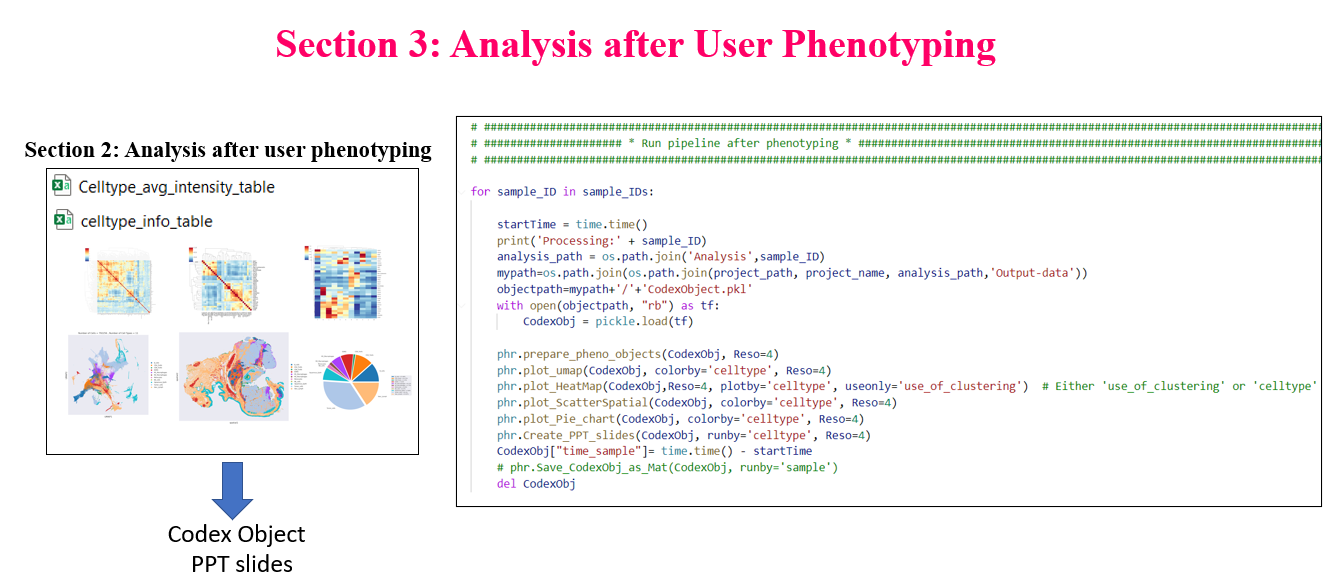 Section 3: Analysis after User Phenotyping
Section 2: Analysis after user phenotyping
Celltype_avg_intensity_table
celltype_info_table
Codex Object
PPT slides
# * Run pipeline after phenotyping * #
for sample_ID in sample_IDs:
startTime = time.time()
print('Processing:' + sample_ID)
analysis_path = os.path.join('Analysis',sample_ID)
mypath=os.path.join(os.path.join(project_path, project_name, analysis_path,'Output-data'))
objectpath=mypath+'/'+'CodexObject.pkl'
with open(objectpath, "rb") as tf:
CodexObj = pickle.load(tf)
phr.prepare_pheno_objects(CodexObj, Reso=4)
phr.plot_umap(CodexObj, colorby='celltype', Reso=4)
phr.plot_HeatMap(CodexObj,Reso=4, plotby='celltype', useonly='use_of_clustering')  # Either 'use_of_clustering' or 'celltype'
phr.plot_ScatterSpatial(CodexObj, colorby='celltype', Reso=4)
phr.plot_Pie_chart(CodexObj, colorby='celltype', Reso=4)
phr.Create_PPT_slides(CodexObj, runby='celltype', Reso=4)
CodexObj["time_sample"]= time.time() - startTime
# phr.Save_CodexObj_as_Mat(CodexObj, runby='sample')
del CodexObj